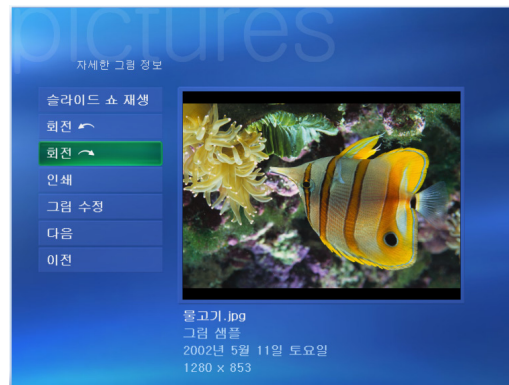 pictures
자세한 그림 정보
슬라이드 쇼 재생
회전
회전
인쇄
그림 수정
다음
이전
물고기.jpg
그림 샘플
2002년 5월 11일 토요일
1280 x 853